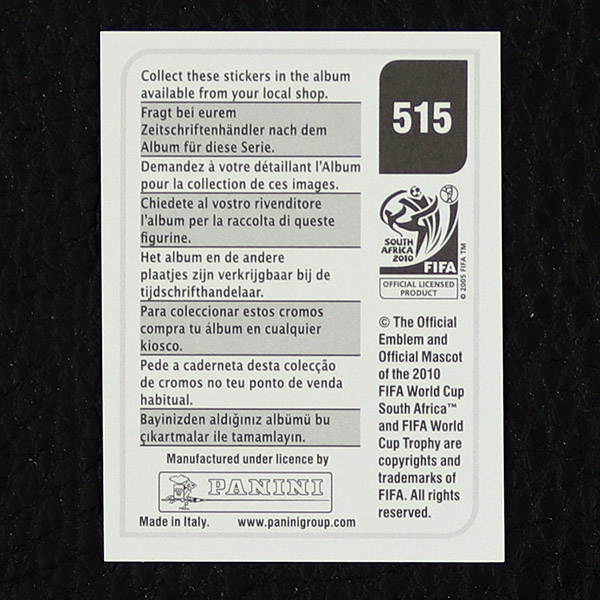 Collect these stickers in the album
available from your local shop.
Fragt bei eurem
Zeitschriftenhändler nach dem
Album für diese Serie.
Demandez à votre détaillant l'Album
pour la collection de ces images.
Chiedete al vostro rivenditore
l'album per la raccolta di queste
figurine.
Het album en de andere
plaatjes zijn verkrijgbaar bij de
tijdschrifthandelaar.
Para coleccionar estos cromos
compra tu álbum en cualquier
kiosco.
Pede a caderneta desta colecção
de cromos no teu ponto de venda
habitual.
Bayinizden aldığınız albümü bu
çıkartmalar ile tamamlayın.
Manufactured under licence by
PANINI
Made in Italy. www.paninigroup.com
515
SOUTH
AFRICA
2010
FIFA
OFFICIAL LICENSED
PRODUCT
© 2005 FIFA TM
© The Official
Emblem and
Official Mascot
of the 2010
FIFA World Cup
South Africa™
and FIFA World
Cup Trophy are
copyrights and
trademarks of
FIFA. All rights
reserved.